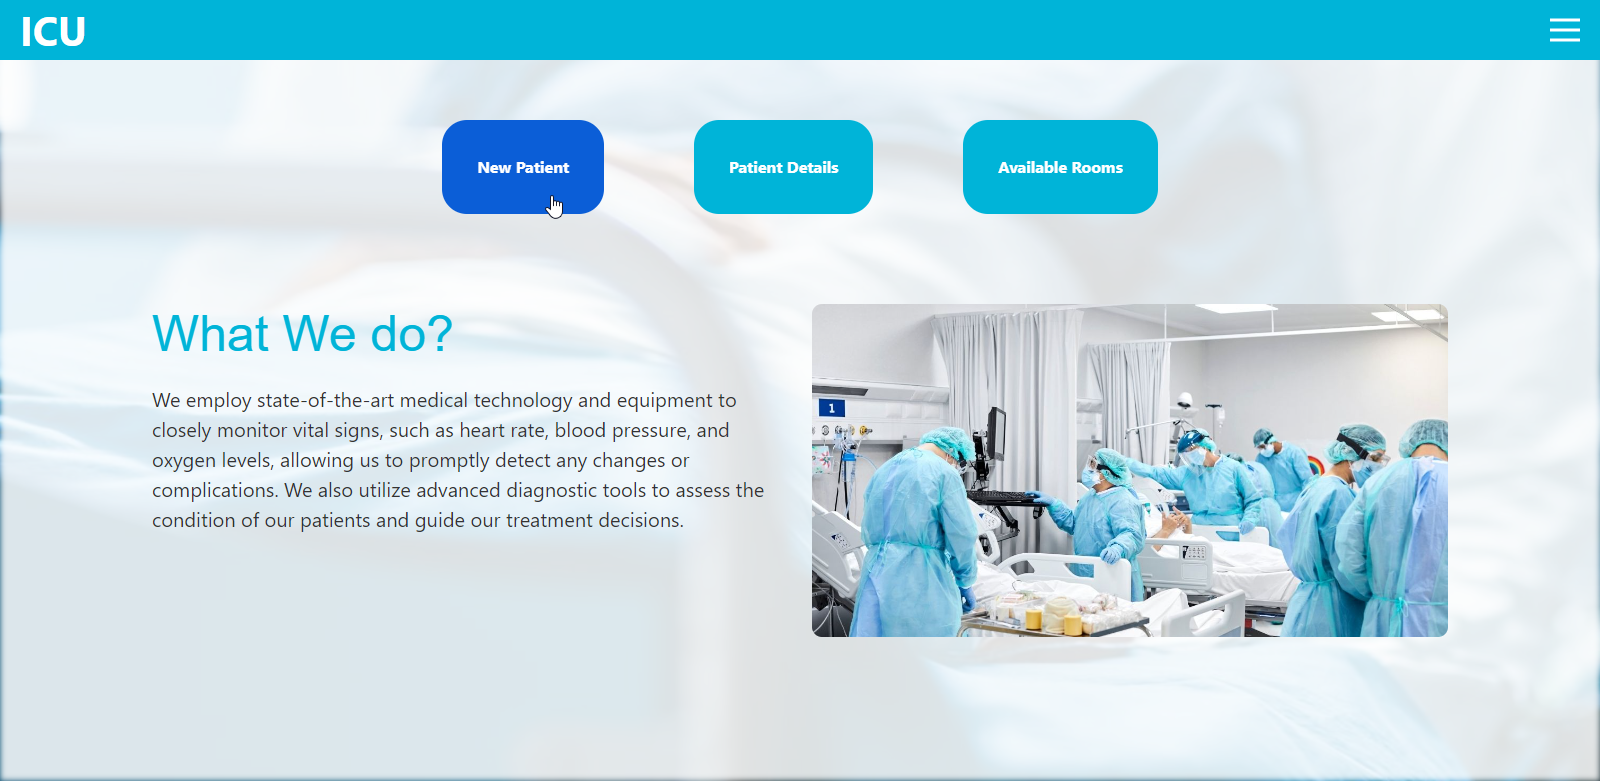 ICU
New Patient
Patient Details
Available Rooms
What We do?
We employ state-of-the-art medical technology and equipment to
closely monitor vital signs, such as heart rate, blood pressure, and
oxygen levels, allowing us to promptly detect any changes or
complications. We also utilize advanced diagnostic tools to assess the
condition of our patients and guide our treatment decisions.
1